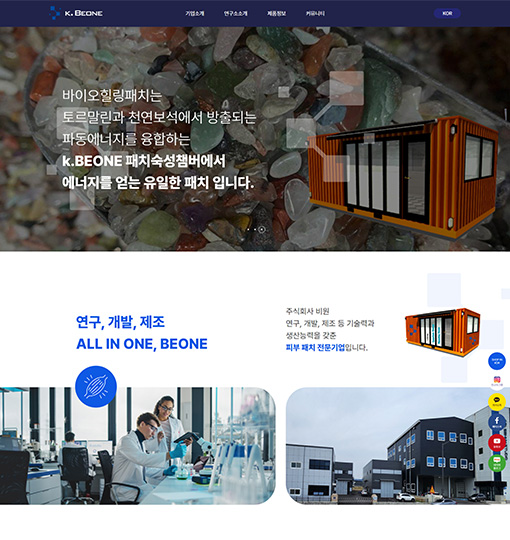 K. BEONE
기업소개 연구소소개 제품정보 커뮤니티
KOR
바이오힐링패치는
토르말린과 천연보석에서 방출되는
파동에너지를 융합하는
k.BEONE 패치숙성챔버에서
에너지를 얻는 유일한 패치 입니다.
연구, 개발, 제조
ALL IN ONE, BEONE
주식회사 비원
연구, 개발, 제조 등 기술력과
생산능력을 갖춘
피부 패치 전문기업입니다.